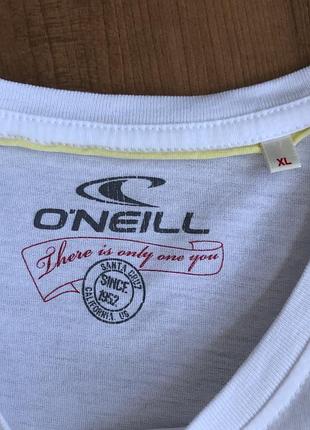 XL
O'NEILL
There is only one you
SANTA CRUZ
SINCE
1952
CALIFORNIA. US